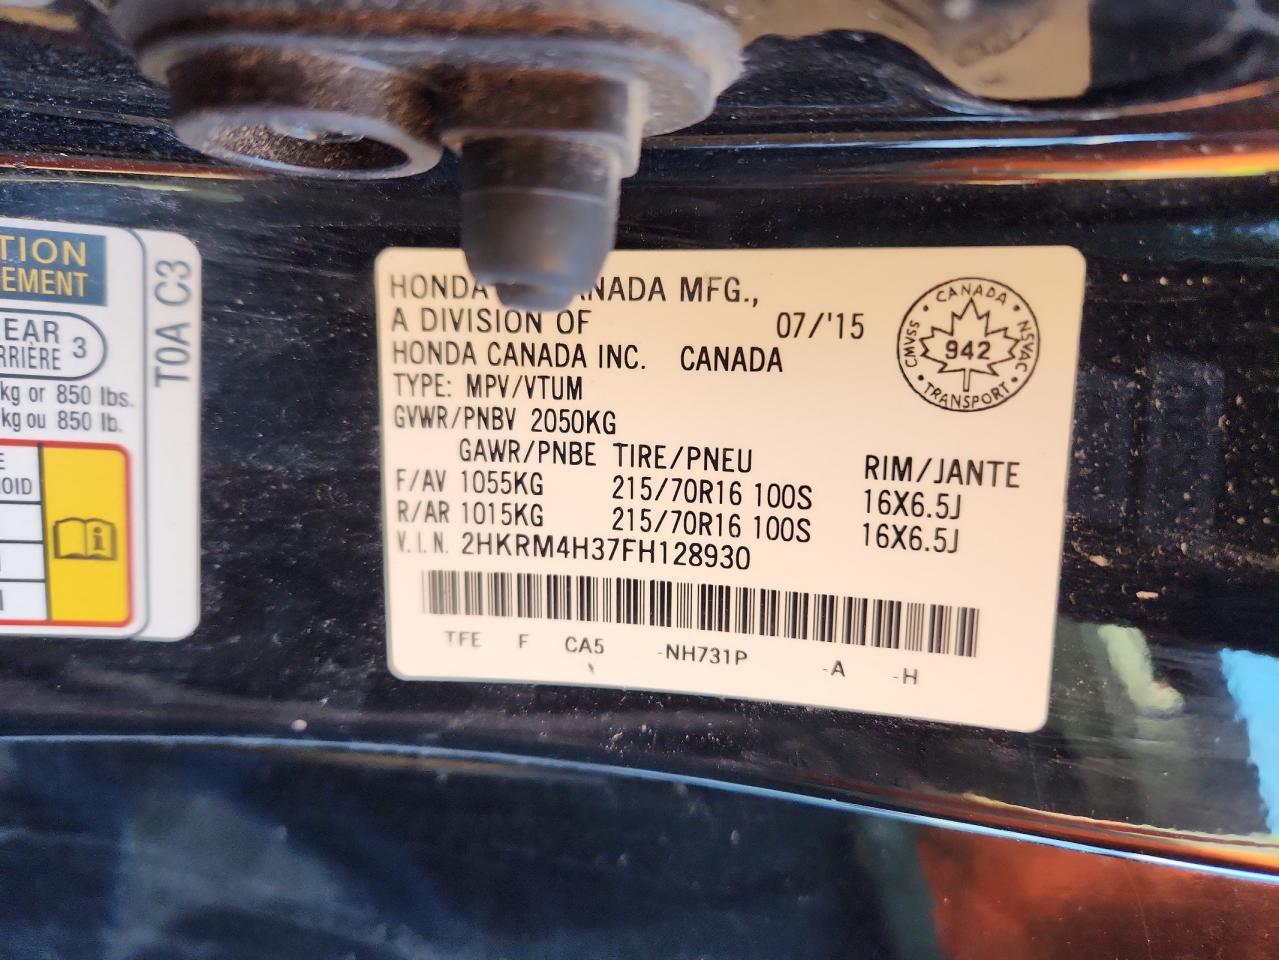 TION
EMENT
EAR
RRIÈRE 3
kg or 850 lbs.
kg ou 850 lb.
E
OID
i
T0A C3
HONDA ANADA MFG.,
A DIVISION OF 07/'15
HONDA CANADA INC. CANADA
TYPE: MPV/VTUM
GVWR/PNBV 2050KG
GAWR/PNBE TIRE/PNEU RIM/JANTE
F/AV 1055KG 215/70R16 100S 16X6.5J
R/AR 1015KG 215/70R16 100S 16X6.5J
V.I.N. 2HKRM4H37FH128930
TFE F CA5 -NH731P -A -H
CANADA
CMVSS 942 NSVAC
TRANSPORT